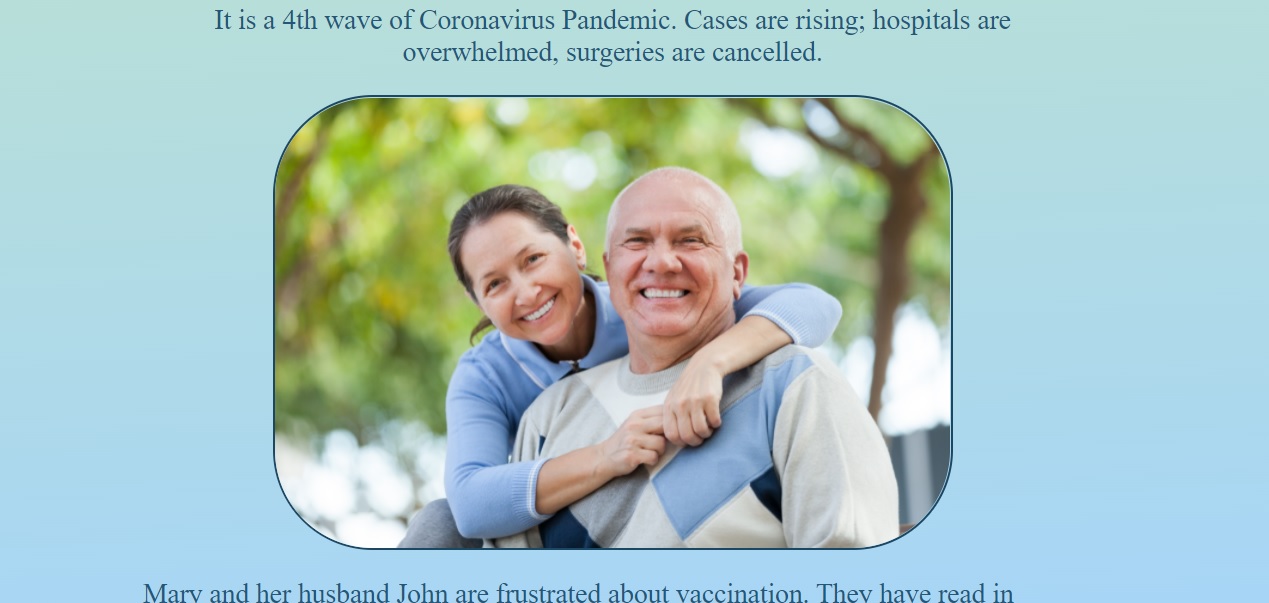 It is a 4th wave of Coronavirus Pandemic. Cases are rising; hospitals are
overwhelmed, surgeries are cancelled.
Mary and her husband John are frustrated about vaccination. They have read in